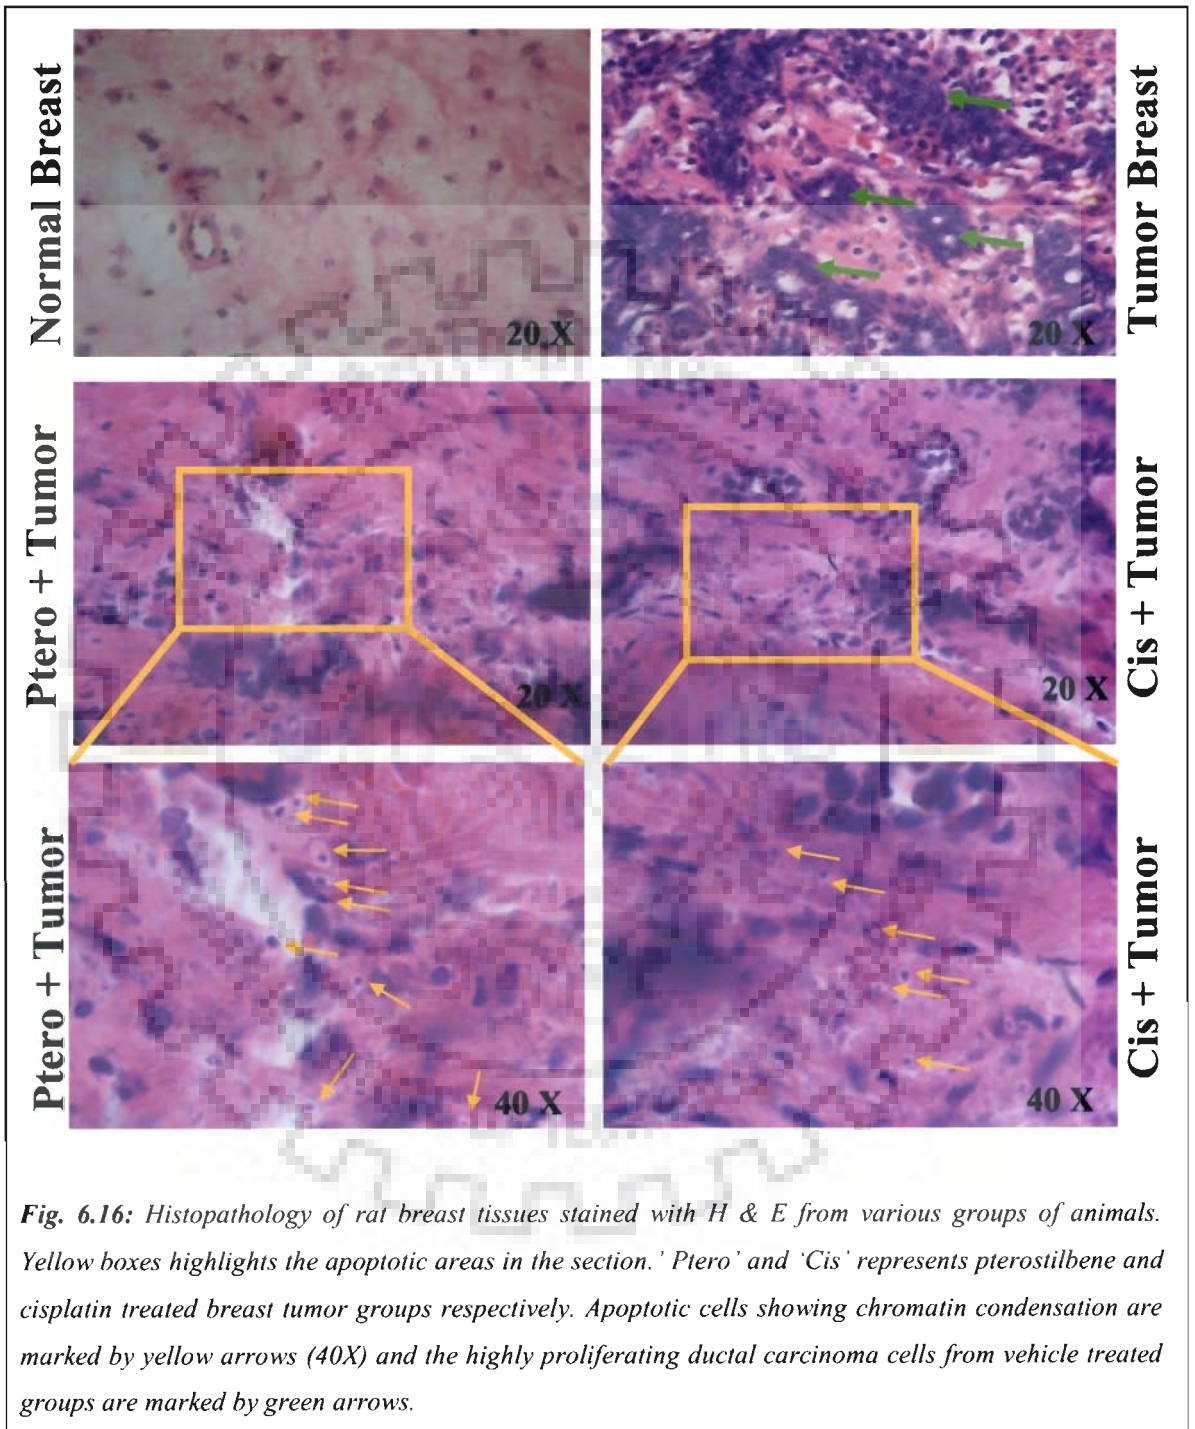 Normal Breast
20 X
20 X
Tumor Breast
Ptero + Tumor
20 X
20 X
Cis + Tumor
Ptero + Tumor
40 X
40 X
Cis + Tumor
Fig. 6.16: Histopathology of rat breast tissues stained with H & E from various groups of animals.
Yellow boxes highlights the apoptotic areas in the section. ' Ptero ' and ‘Cis’ represents pterostilbene and
cisplatin treated breast tumor groups respectively. Apoptotic cells showing chromatin condensation are
marked by yellow arrows (40X) and the highly proliferating ductal carcinoma cells from vehicle treated
groups are marked by green arrows.